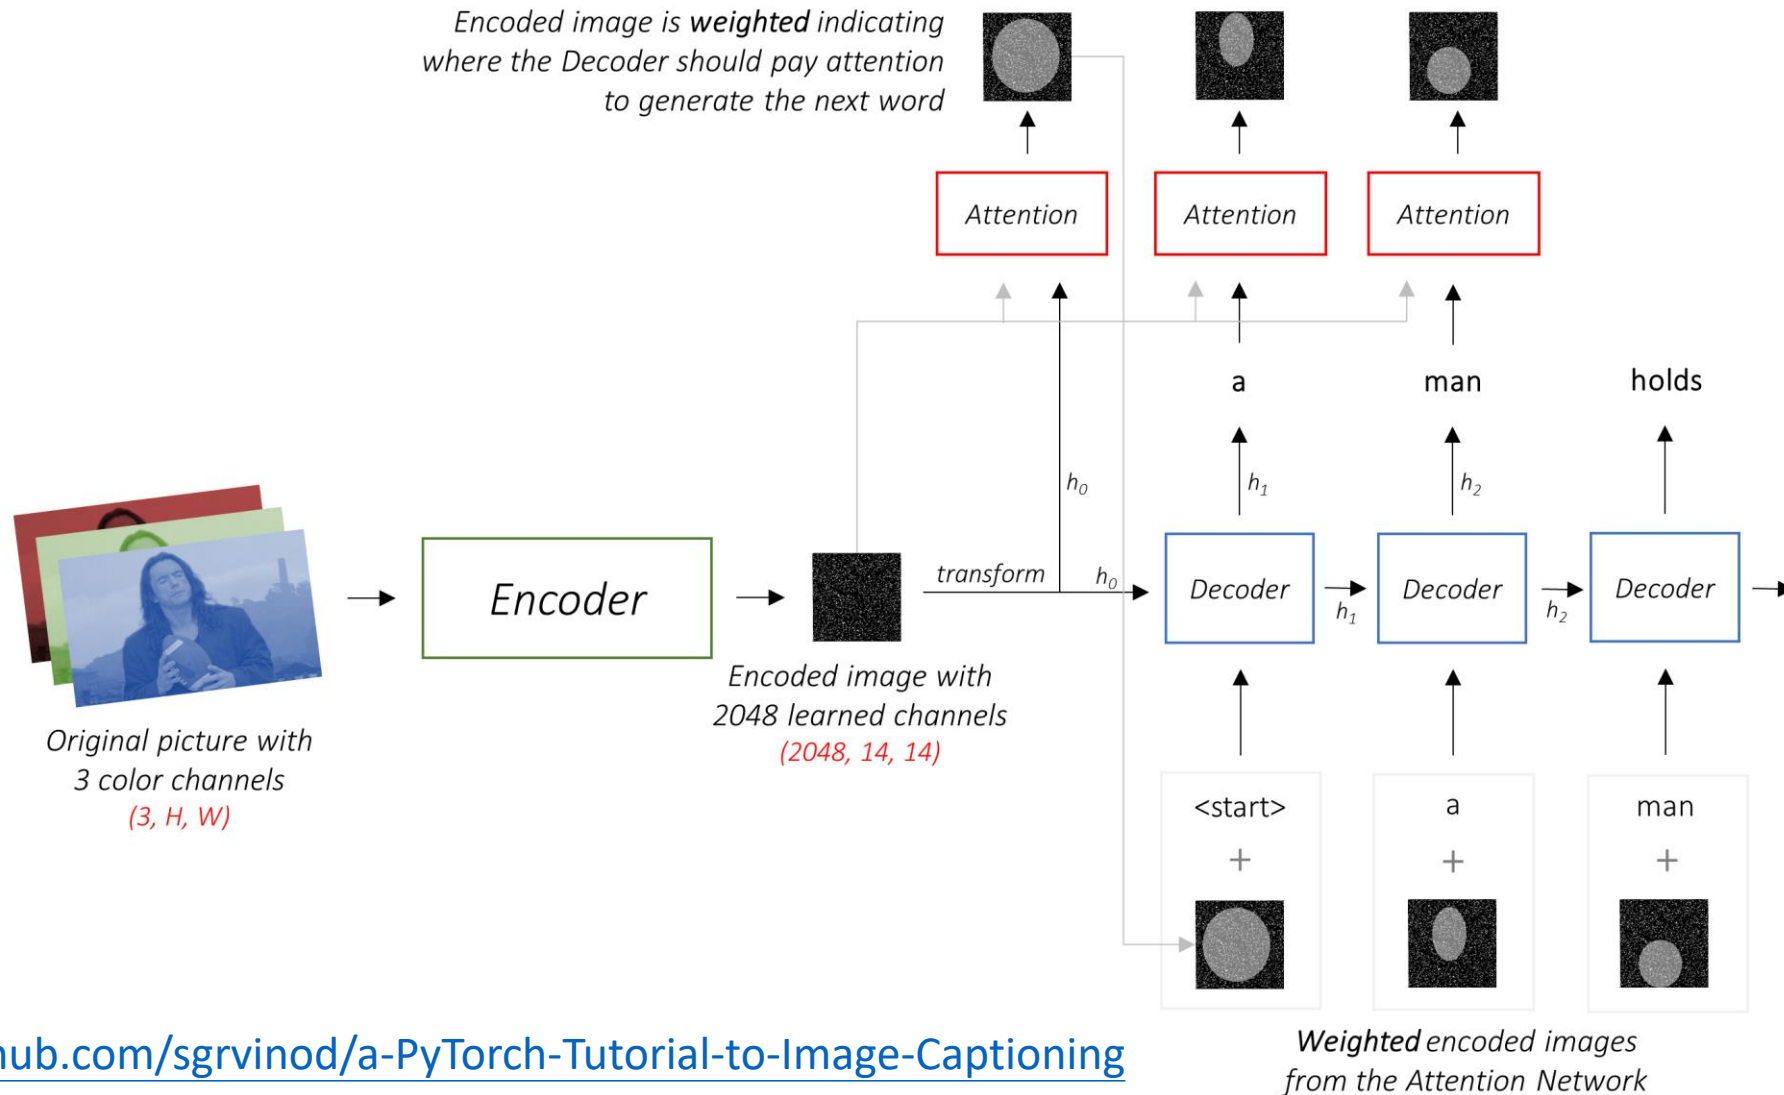 Encoded image is weighted indicating
where the Decoder should pay attention
to generate the next word
Attention
Attention
Attention
a
man
holds
h0
h1
h2
Encoder
transform
h0
Decoder
h1
Decoder
h2
Decoder
Original picture with
3 color channels
(3, H, W)
Encoded image with
2048 learned channels
(2048, 14, 14)
<start>
+
a
+
man
+
Weighted encoded images
from the Attention Network
hub.com/sgrvinod/a-PyTorch-Tutorial-to-Image-Captioning